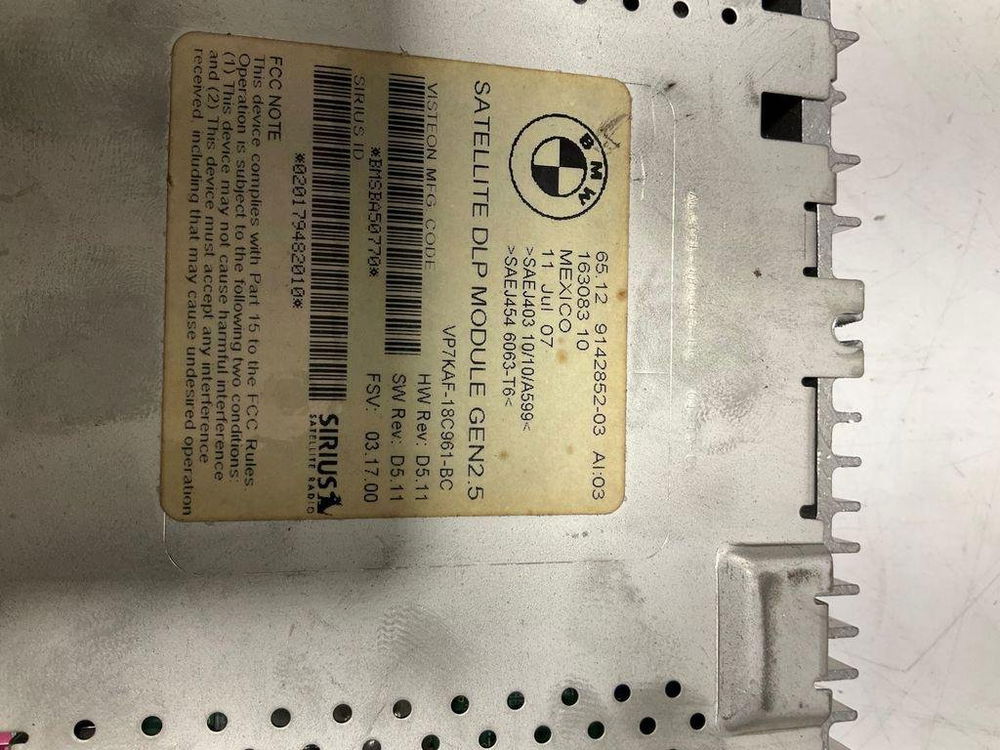 BMW
65.12 9142852-03 AI:03
163083 10
MEXICO
11 Jul 07
>SAEJ403 10/10/A599<
>SAEJ454 6063-T6<
SATELLITE DLP MODULE GEN2.5
VP7KAF-18C961-BC
VISTEON MFG CODE
HW Rev: D5.11
*BMSBA50770*
SW Rev: D5.11
SIRIUS ID
FSV: 03.17.00
*020179482010*
SIRIUS
SATELLITE RADIO
FCC NOTE
This device complies with Part 15 to the FCC Rules.
Operation is subject to the following two conditions:
(1) This device may not cause harmful interference
and (2) This device must accept any interference
received, including that may cause undesired operation